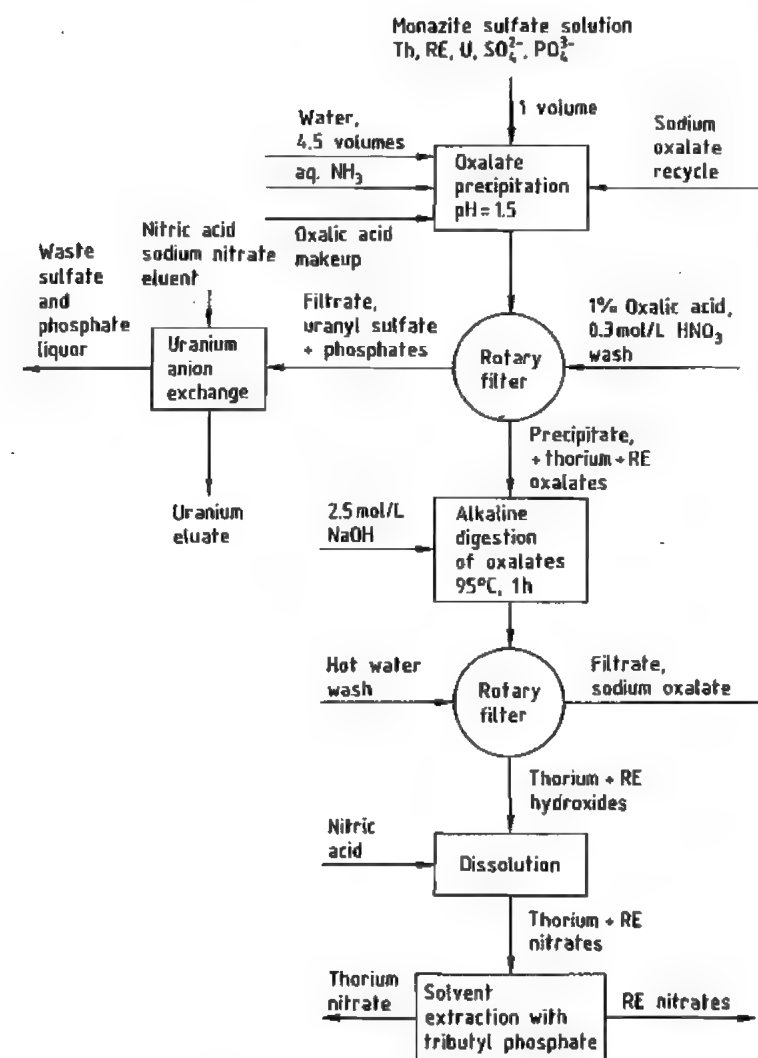 Monazite sulfate solution
Th, RE, U, SO₄²⁻, PO₄³⁻
1 volume
Water,
4.5 volumes
aq. NH₃
Oxalic acid
makeup
Oxalate
precipitation
pH = 1.5
Sodium
oxalate
recycle
Nitric acid
sodium nitrate
eluent
Waste
sulfate
and
phosphate
liquor
Uranium
anion
exchange
Filtrate,
uranyl sulfate
+ phosphates
Rotary
filter
1% Oxalic acid,
0.3 mol/L HNO₃
wash
Uranium
eluate
Precipitate,
+ thorium + RE
oxalates
2.5 mol/L
NaOH
Alkaline
digestion
of oxalates
95°C, 1h
Hot water
wash
Rotary
filter
Filtrate,
sodium oxalate
Thorium + RE
hydroxides
Nitric
acid
Dissolution
Thorium + RE
nitrates
Thorium
nitrate
Solvent
extraction with
tributyl phosphate
RE nitrates